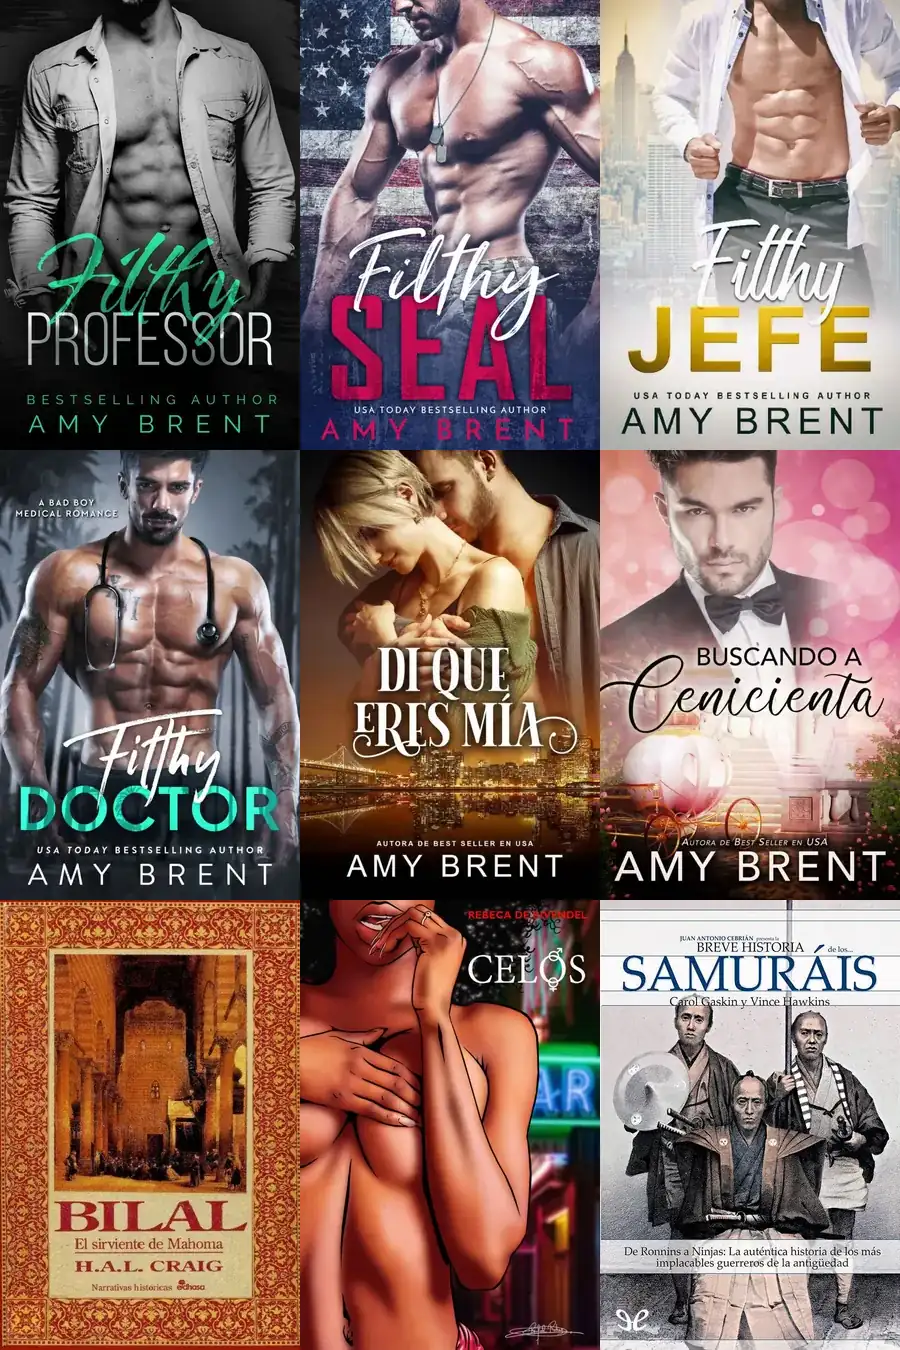 Filthy
PROFESSOR
BESTSELLING AUTHOR
AMY BRENT
Filthy
SEAL
USA TODAY BESTSELLING AUTHOR
AMY BRENT
Filthy
JEFE
USA TODAY BESTSELLING AUTHOR
AMY BRENT
A BAD BOY
MEDICAL ROMANCE
Filthy
DOCTOR
USA TODAY BESTSELLING AUTHOR
AMY BRENT
DI QUE
ERES MÍA
AUTORA DE BEST SELLER EN USA
AMY BRENT
BUSCANDO A
Cenicienta
AUTORA DE BEST SELLER EN USA
AMY BRENT
BILAL
El sirviente de Mahoma
H.A.L. CRAIG
Narrativas históricas edhasa
REBECA DE
CELOS
AR
JUAN ANTONIO CEBRIÁN presenta la
BREVE HISTORIA de los...
SAMURÁIS
Carol Gaskin y Vince Hawkins
De Ronnins a Ninjas: La auténtica historia de los más
implacables guerreros de la antigüedad